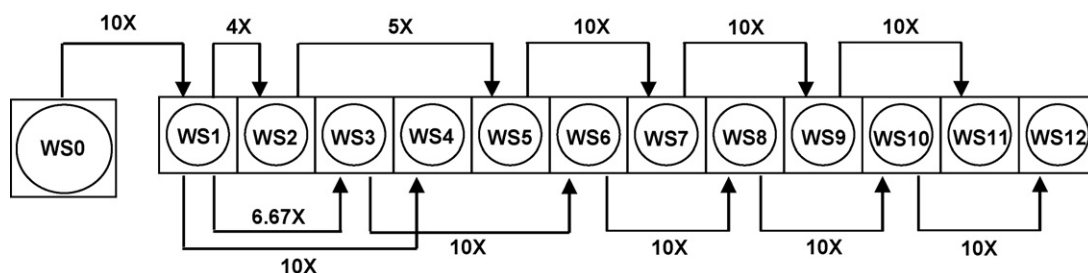 10X 4X 5X 10X 10X 10X
WS0 WS1 WS2 WS3 WS4 WS5 WS6 WS7 WS8 WS9 WS10 WS11 WS12
6.67X
10X 10X 10X 10X 10X